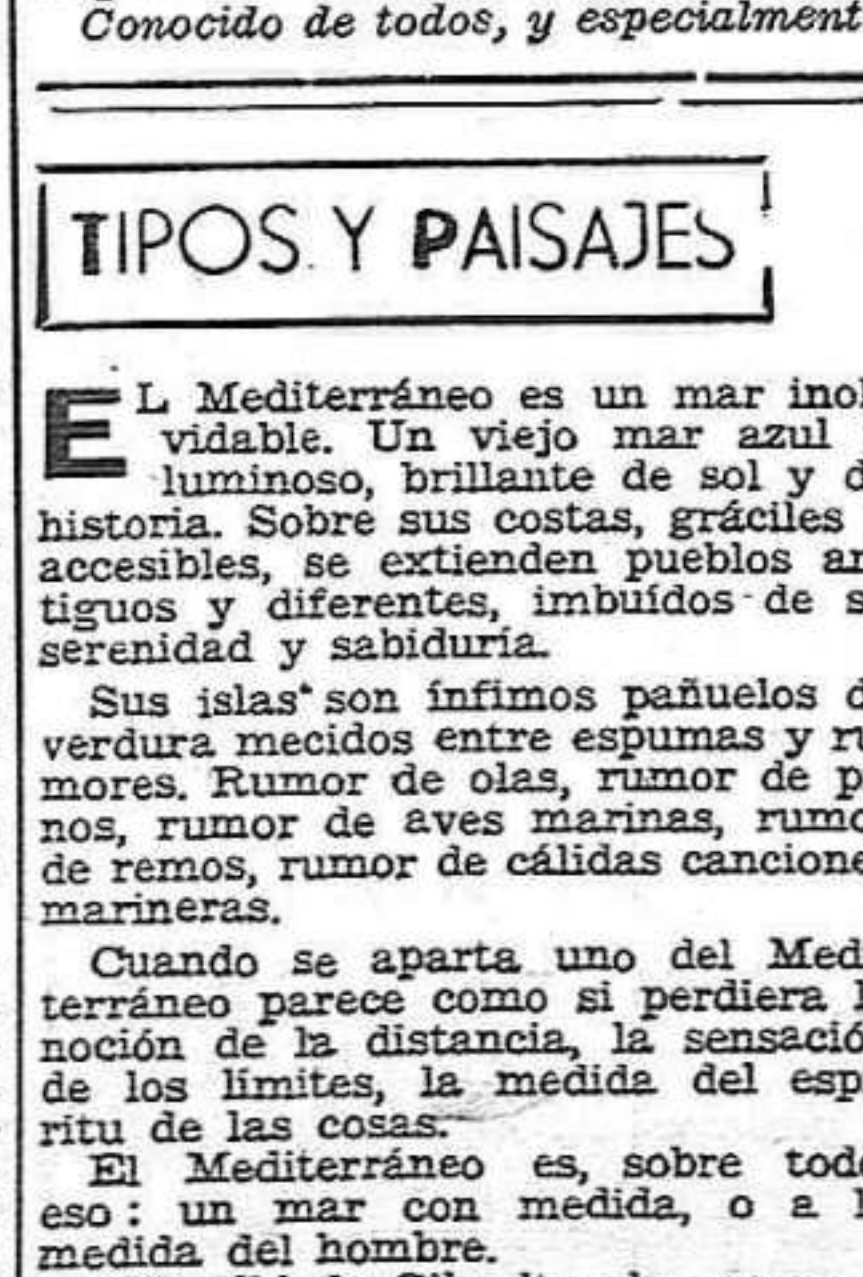 Conocido de todos, y especialment
TIPOS Y PAISAJES
EL Mediterráneo es un mar inol
vidable. Un viejo mar azul
luminoso, brillante de sol y d
historia. Sobre sus costas, gráciles
accesibles, se extienden pueblos an
tiguos y diferentes, imbuídos de s
serenidad y sabiduría.
Sus islas son ínfimos pañuelos d
verdura mecidos entre espumas y ru
mores. Rumor de olas, rumor de p
nos, rumor de aves marinas, rumo
de remos, rumor de cálidas cancione
marineras.
Cuando se aparta uno del Medi
terráneo parece como si perdiera l
noción de la distancia, la sensació
de los límites, la medida del esp
ritu de las cosas.
El Mediterráneo es, sobre todo
eso: un mar con medida, o a l
medida del hombre.